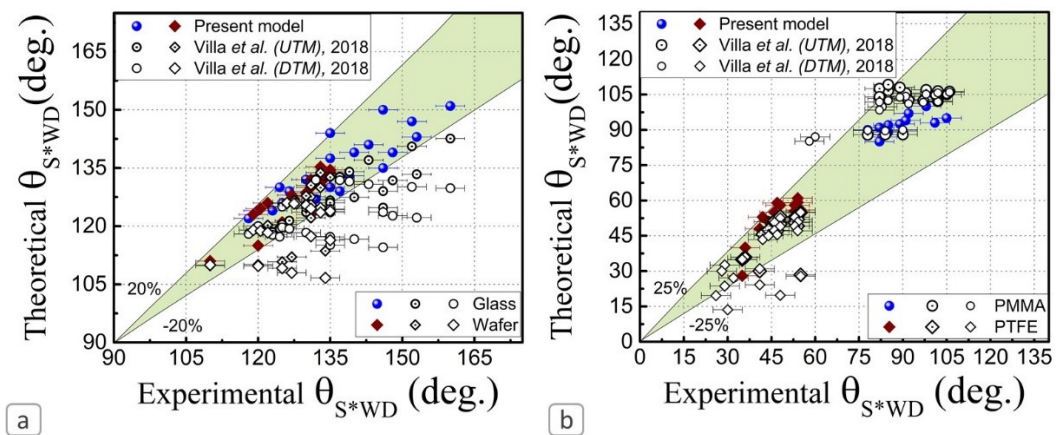 Theoretical θS*WD (deg.)
175
165
150
135
120
105
90
Present model
Villa et al. (UTM), 2018
Villa et al. (DTM), 2018
20%
-20%
Glass
Wafer
90 105 120 135 150 165
Experimental θS*WD (deg.)
a
Theoretical θS*WD (deg.)
135
120
105
90
75
60
45
30
15
0
Present model
Villa et al. (UTM), 2018
Villa et al. (DTM), 2018
25%
-25%
PMMA
PTFE
0 15 30 45 60 75 90 105 120 135
Experimental θS*WD (deg.)
b